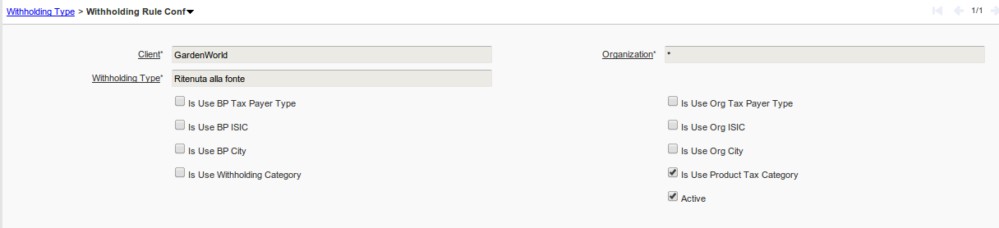 Withholding Type > Withholding Rule Conf
1/1
Client* GardenWorld Organization* *
Withholding Type* Ritenuta alla fonte
Is Use BP Tax Payer Type Is Use Org Tax Payer Type
Is Use BP ISIC Is Use Org ISIC
Is Use BP City Is Use Org City
Is Use Withholding Category Is Use Product Tax Category
Active